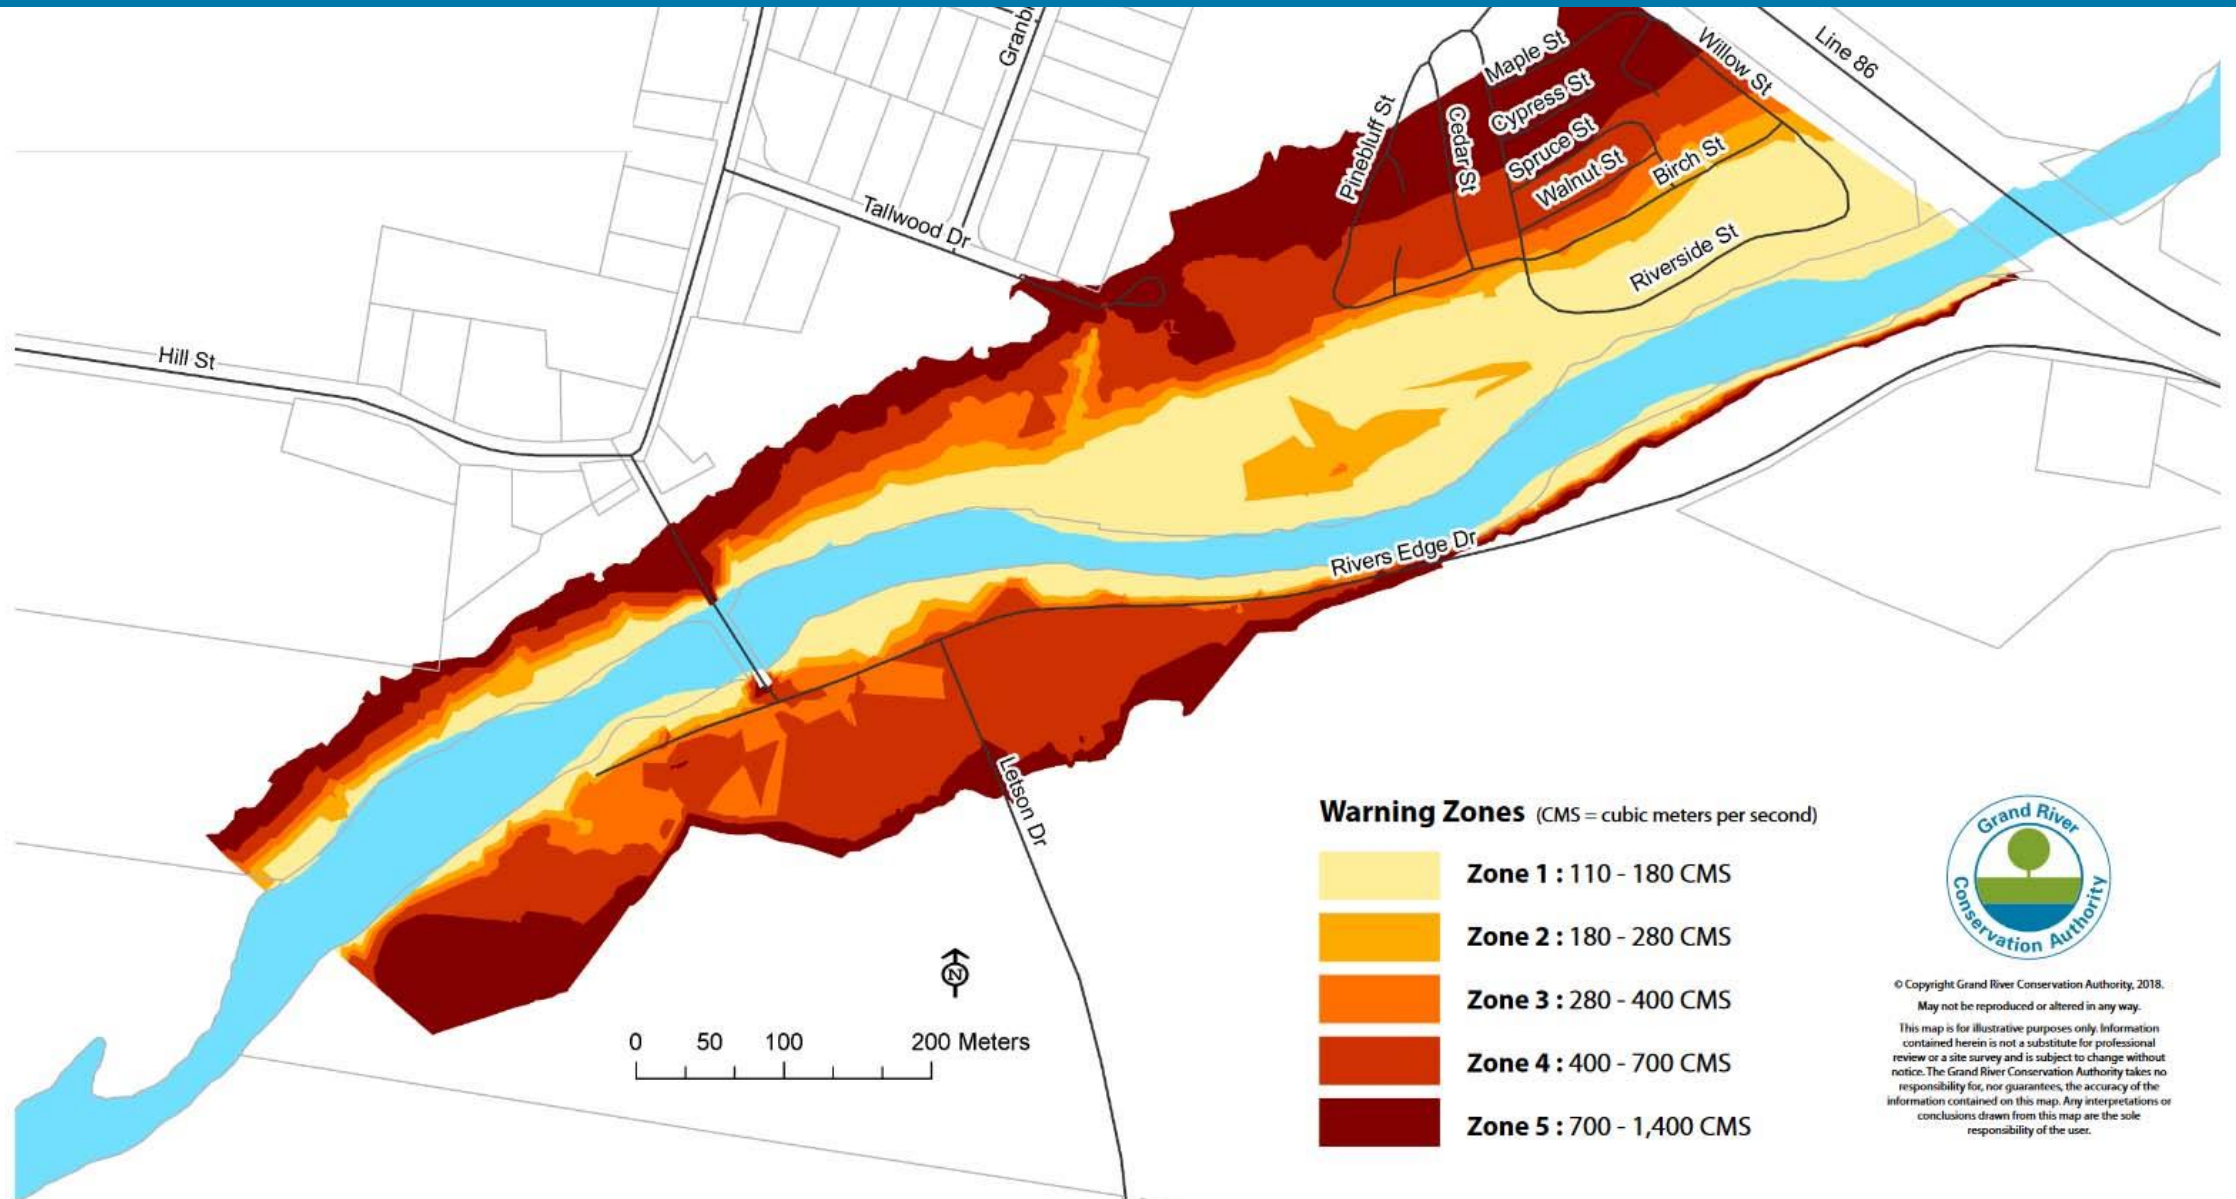 Granbr
Line 86
Willow St
Maple St
Cypress St
Pinebluff St
Cedar St
Spruce St
Walnut St
Birch St
Tallwood Dr
Riverside St
Hill St
Rivers Edge Dr
Letson Dr
Warning Zones (CMS = cubic meters per second)
Zone 1 : 110 - 180 CMS
Zone 2 : 180 - 280 CMS
Zone 3 : 280 - 400 CMS
Zone 4 : 400 - 700 CMS
Zone 5 : 700 - 1,400 CMS
N
0 50 100 200 Meters
Grand River
Conservation Authority
© Copyright Grand River Conservation Authority, 2018.
May not be reproduced or altered in any way.
This map is for illustrative purposes only. Information
contained herein is not a substitute for professional
review or a site survey and is subject to change without
notice. The Grand River Conservation Authority takes no
responsibility for, nor guarantees, the accuracy of the
information contained on this map. Any interpretations or
conclusions drawn from this map are the sole
responsibility of the user.